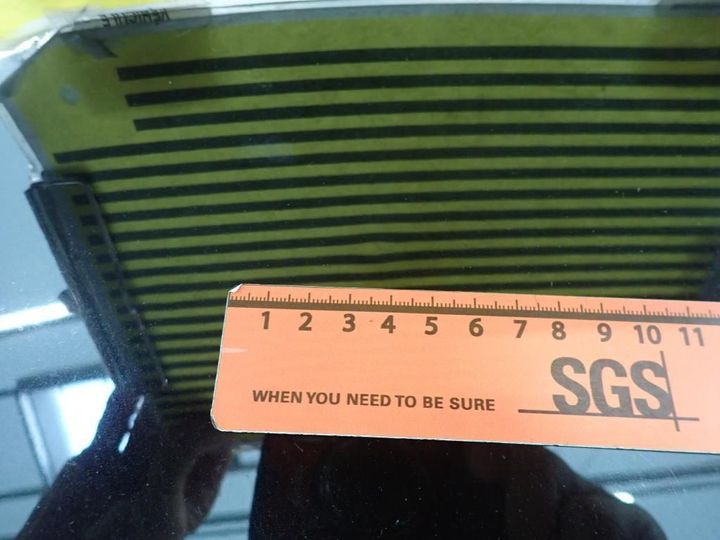 1 2 3 4 5 6 7 8 9 10 11
SGS
WHEN YOU NEED TO BE SURE